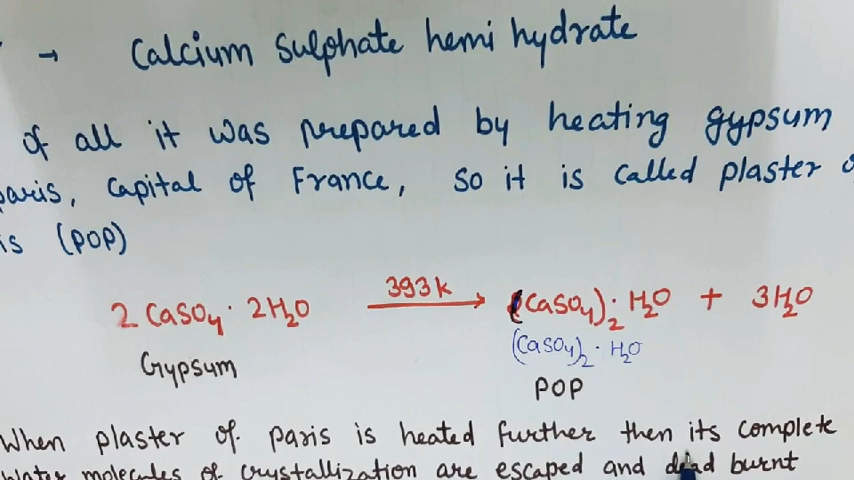 → Calcium sulphate hemi hydrate
of all it was prepared by heating gypsum
paris, capital of France, so it is called plaster o
is (POP)
2 CaSO₄ · 2H₂O 393 K → (CaSO₄)₂ · H₂O + 3H₂O
(CaSO₄)₂ · H₂O
Gypsum POP
When plaster of paris is heated further then its complete
water molecules of crystallization are escaped and dead burnt